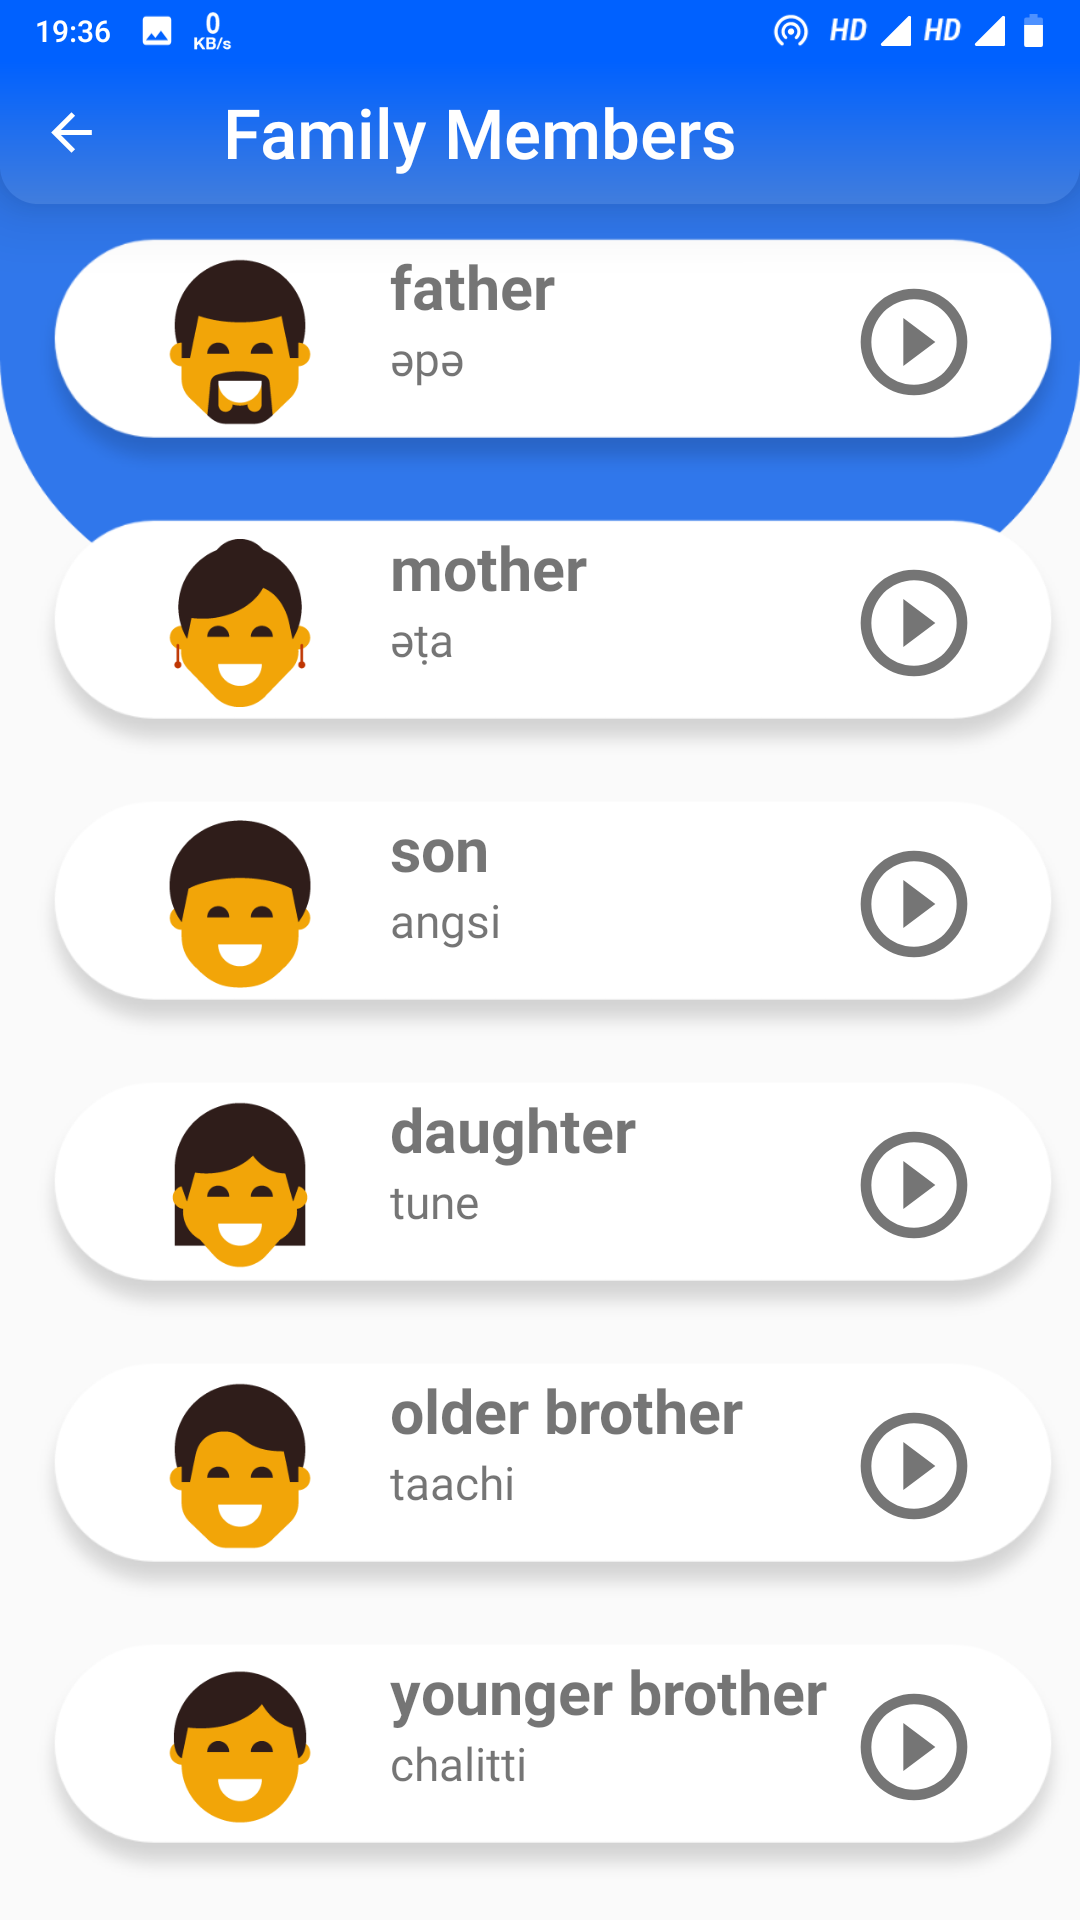 19:36 0 KB/s HD HD
Family Members
father
əpə
mother
əṭa
son
angsi
daughter
tune
older brother
taachi
younger brother
chalitti